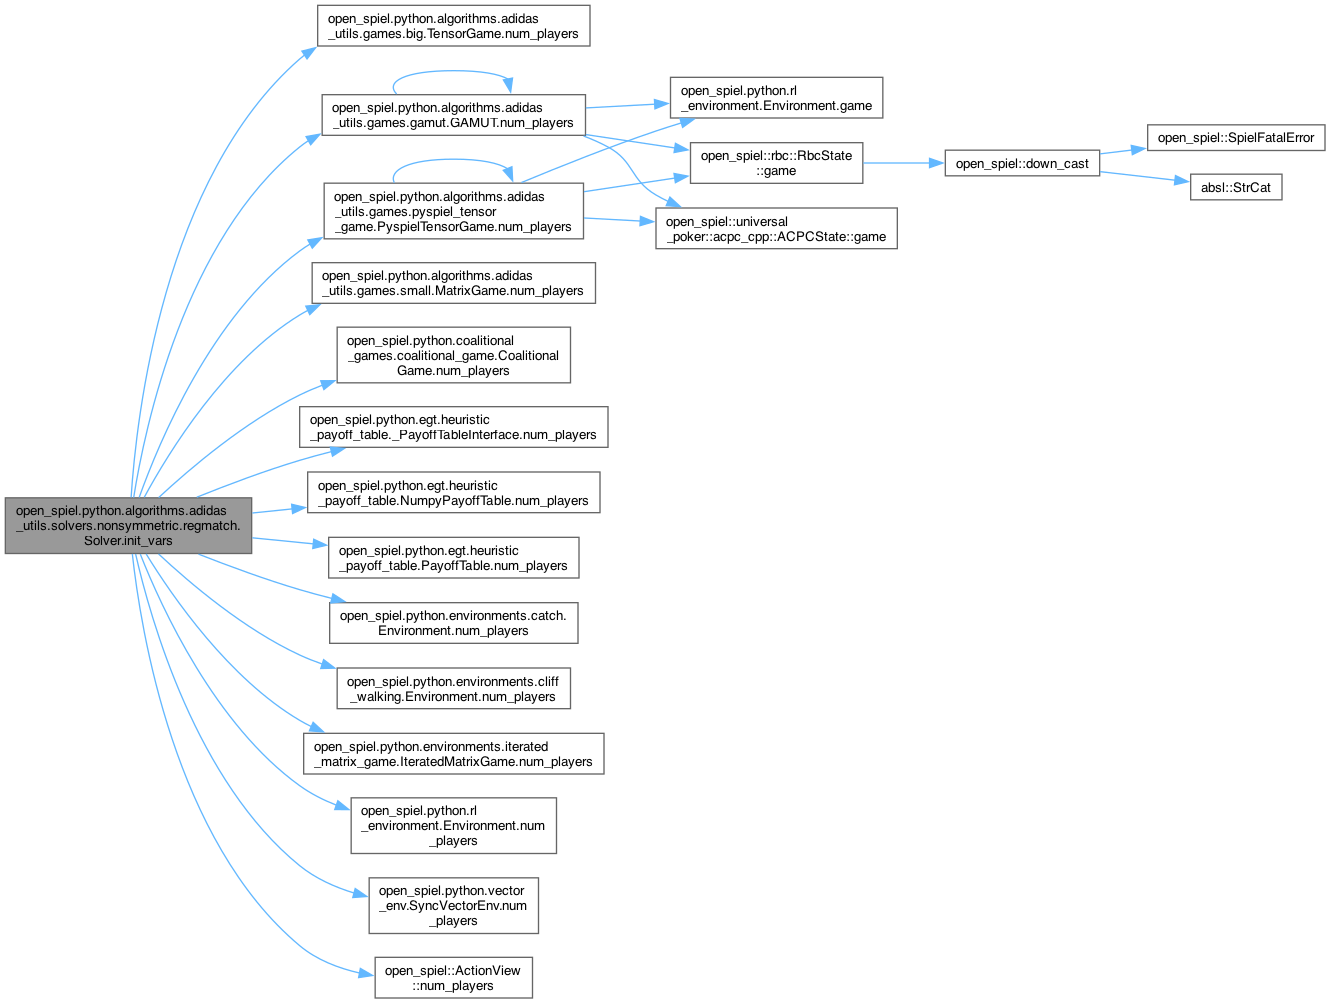 open_spiel.python.algorithms.adidas
_utils.games.big.TensorGame.num_players
open_spiel.python.algorithms.adidas
_utils.games.gamut.GAMUT.num_players
open_spiel.python.rl
_environment.Environment.game
open_spiel::rbc::RbcState
::game
open_spiel::down_cast
open_spiel::SpielFatalError
absl::StrCat
open_spiel.python.algorithms.adidas
_utils.games.pyspiel_tensor
_game.PyspielTensorGame.num_players
open_spiel::universal
_poker::acpc_cpp::ACPCState::game
open_spiel.python.algorithms.adidas
_utils.games.small.MatrixGame.num_players
open_spiel.python.coalitional
_games.coalitional_game.Coalitional
Game.num_players
open_spiel.python.egt.heuristic
_payoff_table._PayoffTableInterface.num_players
open_spiel.python.egt.heuristic
_payoff_table.NumpyPayoffTable.num_players
open_spiel.python.algorithms.adidas
_utils.solvers.nonsymmetric.regmatch.
Solver.init_vars
open_spiel.python.egt.heuristic
_payoff_table.PayoffTable.num_players
open_spiel.python.environments.catch.
Environment.num_players
open_spiel.python.environments.cliff
_walking.Environment.num_players
open_spiel.python.environments.iterated
_matrix_game.IteratedMatrixGame.num_players
open_spiel.python.rl
_environment.Environment.num
_players
open_spiel.python.vector
_env.SyncVectorEnv.num
_players
open_spiel::ActionView
::num_players